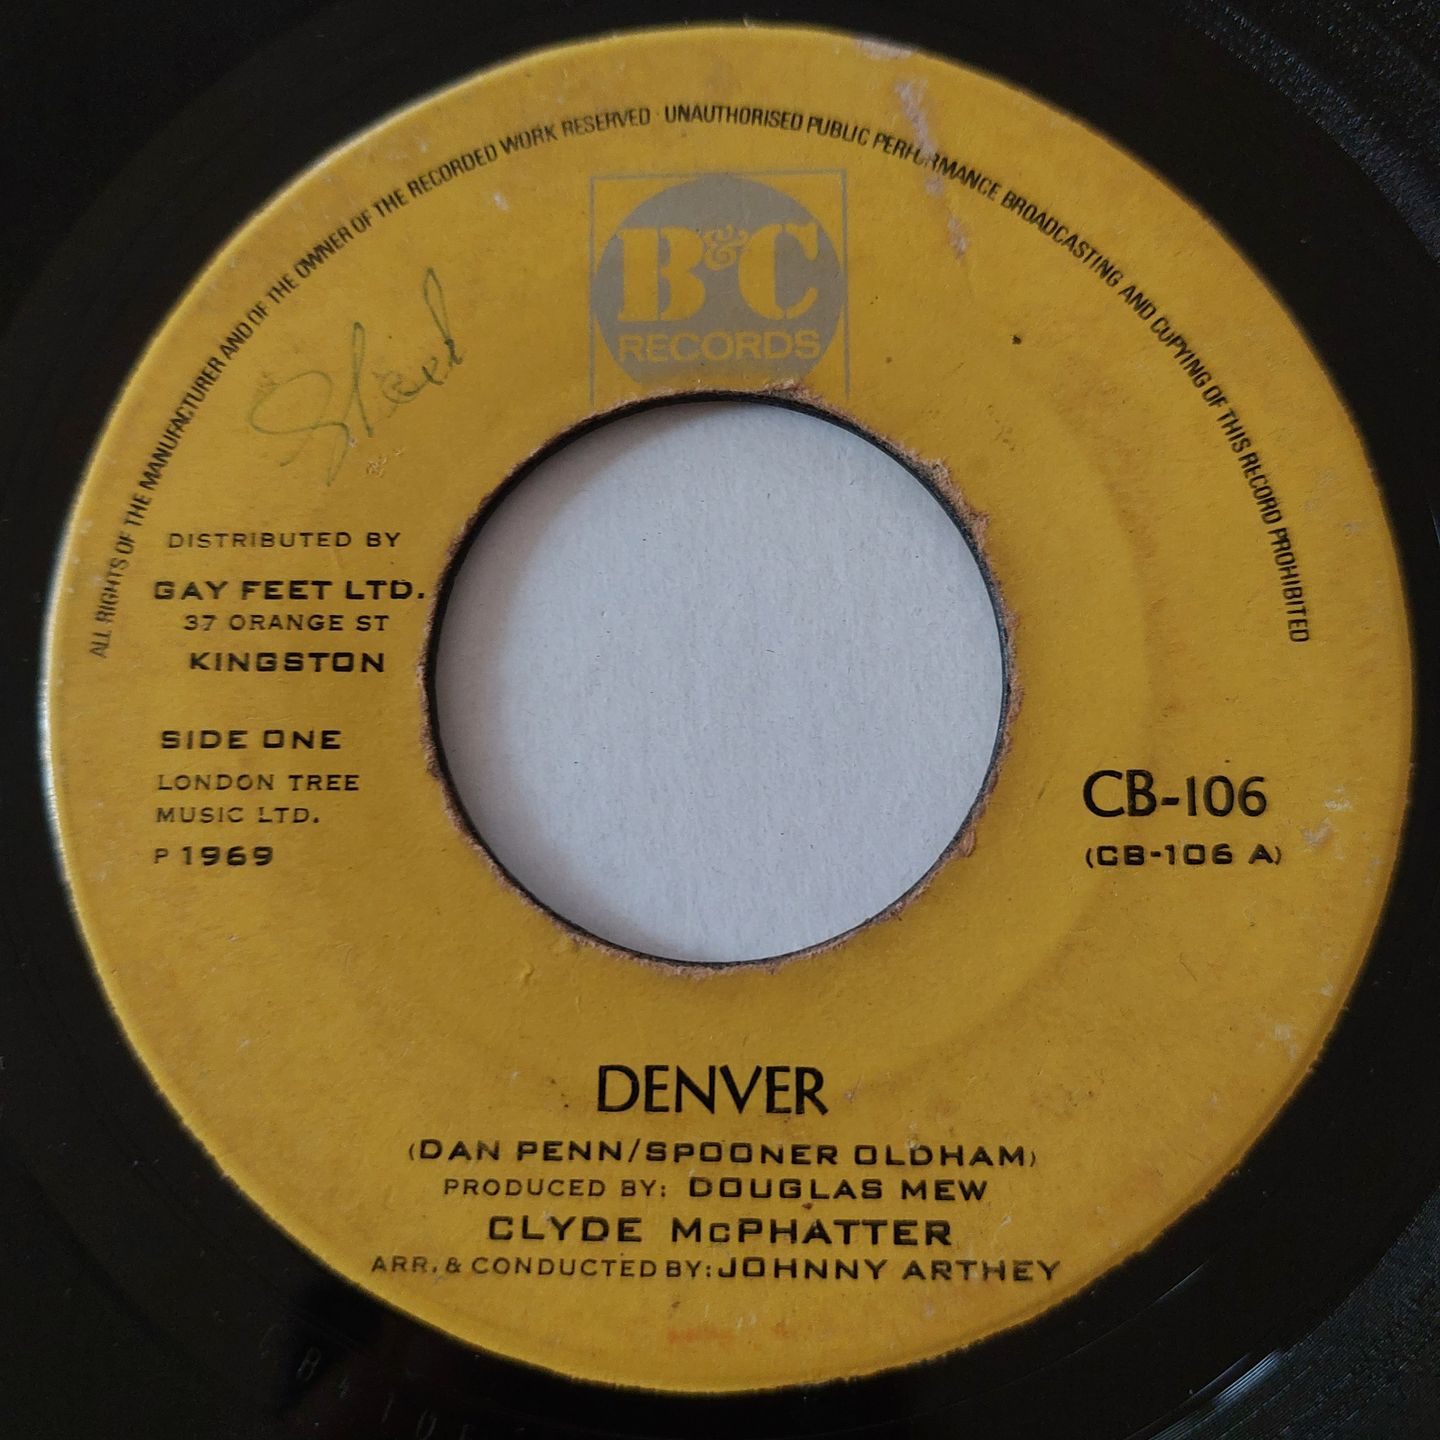 ALL RIGHTS OF THE MANUFACTURER AND OF THE OWNER OF THE RECORDED WORK RESERVED · UNAUTHORISED PUBLIC PERFORMANCE BROADCASTING AND COPYING OF THIS RECORD PROHIBITED
B&C
RECORDS
DISTRIBUTED BY
GAY FEET LTD.
37 ORANGE ST
KINGSTON
SIDE ONE
LONDON TREE
MUSIC LTD.
P 1969
CB-106
(CB-106 A)
DENVER
(DAN PENN/SPOONER OLDHAM)
PRODUCED BY: DOUGLAS MEW
CLYDE McPHATTER
ARR. & CONDUCTED BY: JOHNNY ARTHEY